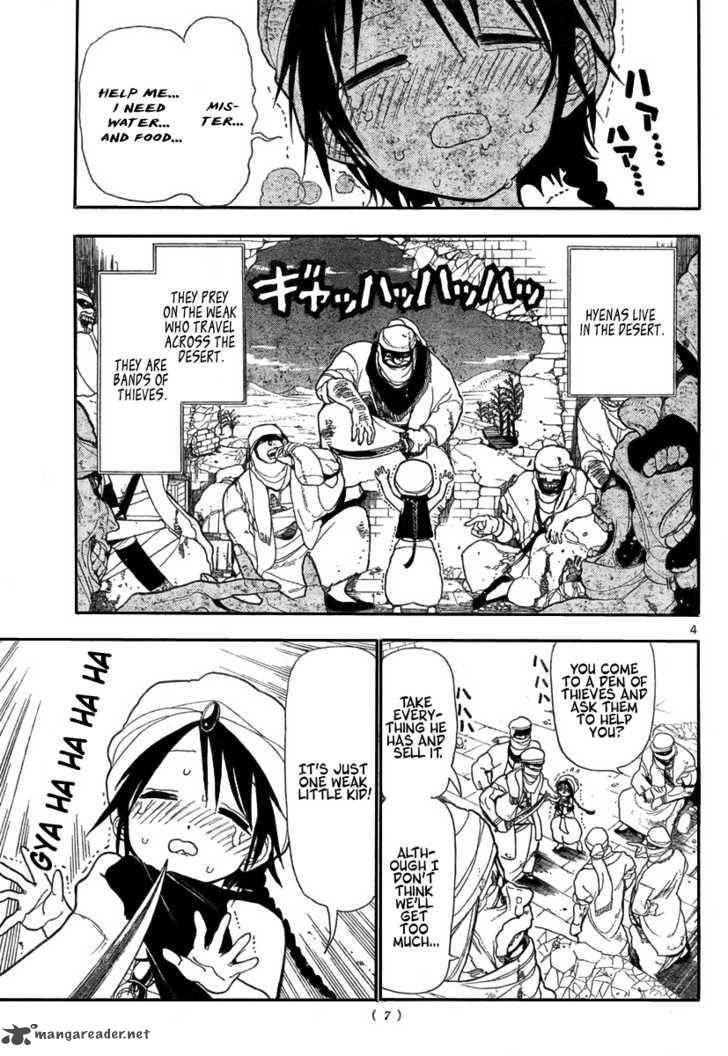 MIS-
TER...
HELP ME...
I NEED
WATER...
AND FOOD...
ハァ...ハァ...
HYENAS LIVE
IN THE DESERT.
ギャッハッハッハッハッ
THEY PREY
ON THE WEAK
WHO TRAVEL
ACROSS THE
DESERT.
THEY ARE
BANDS OF
THIEVES.
4
YOU COME
TO A DEN OF
THIEVES AND
ASK THEM
TO HELP
YOU?
TAKE
EVERY-
THING
HE HAS AND
SELL IT.
ALTH-
OUGH I
DON'T
THINK
WE'LL
GET
TOO
MUCH...
IT'S JUST
ONE WEAK
LITTLE KID!
GYA HA HA HA HA HA
( 7 )
mangareader.net